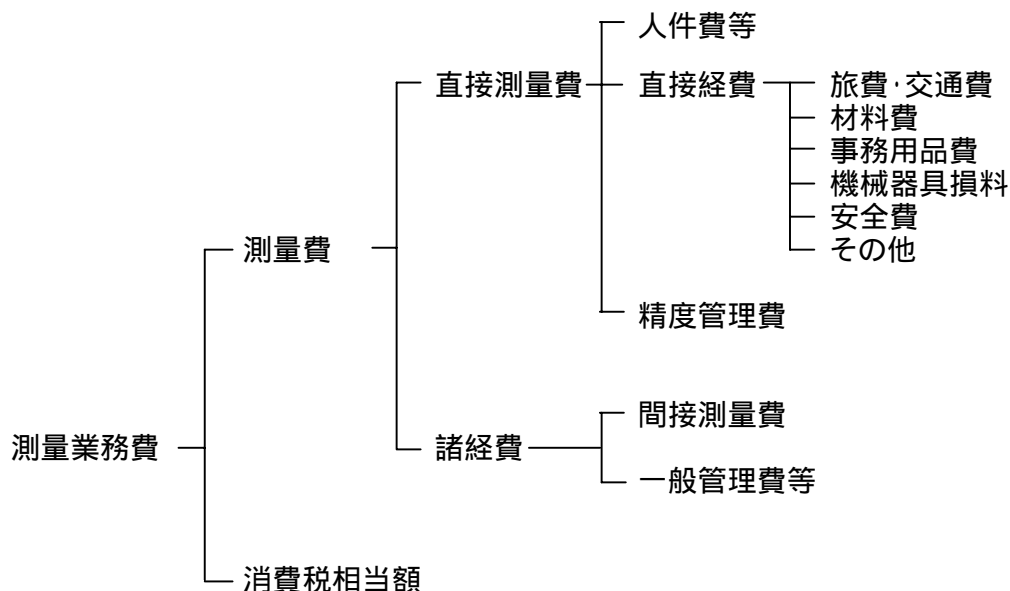 人件費等
直接測量費
直接経費
旅費･交通費
材料費
事務用品費
機械器具損料
安全費
その他
測量費
精度管理費
間接測量費
測量業務費
諸経費
一般管理費等
消費税相当額